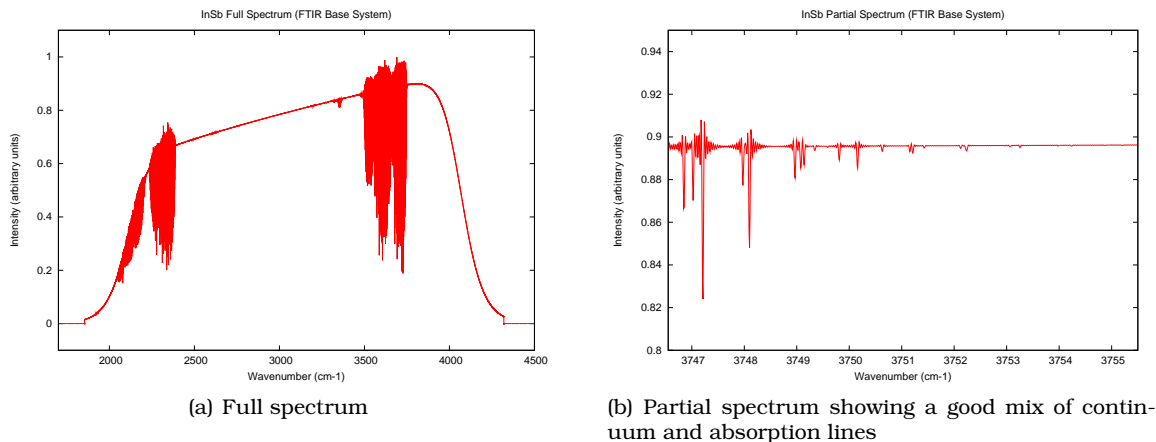 InSb Full Spectrum (FTIR Base System)
1
0.8
0.6
0.4
0.2
0
Intensity (arbitrary units)
2000 2500 3000 3500 4000 4500
Wavenumber (cm-1)
(a) Full spectrum
InSb Partial Spectrum (FTIR Base System)
0.94
0.92
0.9
0.88
0.86
0.84
0.82
0.8
Intensity (arbitrary units)
3747 3748 3749 3750 3751 3752 3753 3754 3755
Wavenumber (cm-1)
(b) Partial spectrum showing a good mix of contin-
uum and absorption lines